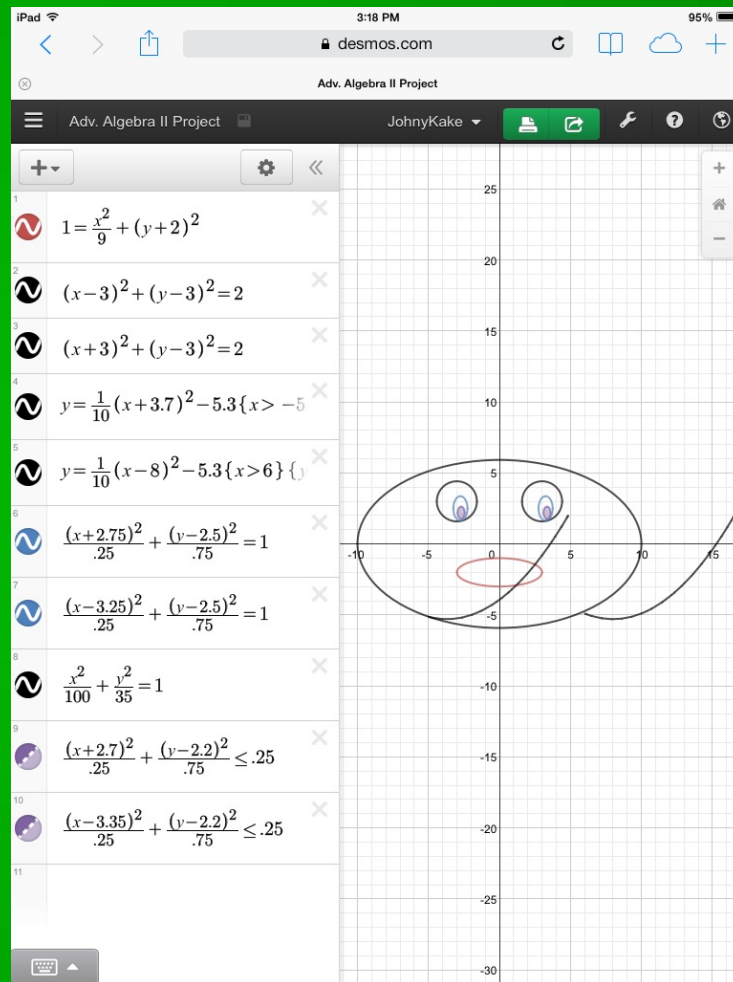 iPad 3:18 PM 95%
desmos.com
Adv. Algebra II Project
Adv. Algebra II Project JohnyKake
1
1=x²/9+(y+2)²
2
(x−3)²+(y−3)²=2
3
(x+3)²+(y−3)²=2
4
y=1/10(x+3.7)²−5.3{x> −5
5
y=1/10(x−8)²−5.3{x>6}{y
6
(x+2.75)²/.25+(y−2.5)²/.75=1
7
(x−3.25)²/.25+(y−2.5)²/.75=1
8
x²/100+y²/35=1
9
(x+2.7)²/.25+(y−2.2)²/.75≤.25
10
(x−3.35)²/.25+(y−2.2)²/.75≤.25
11
25
20
15
10
5
-10 -5 0 5 10 15
-5
-10
-15
-20
-25
-30